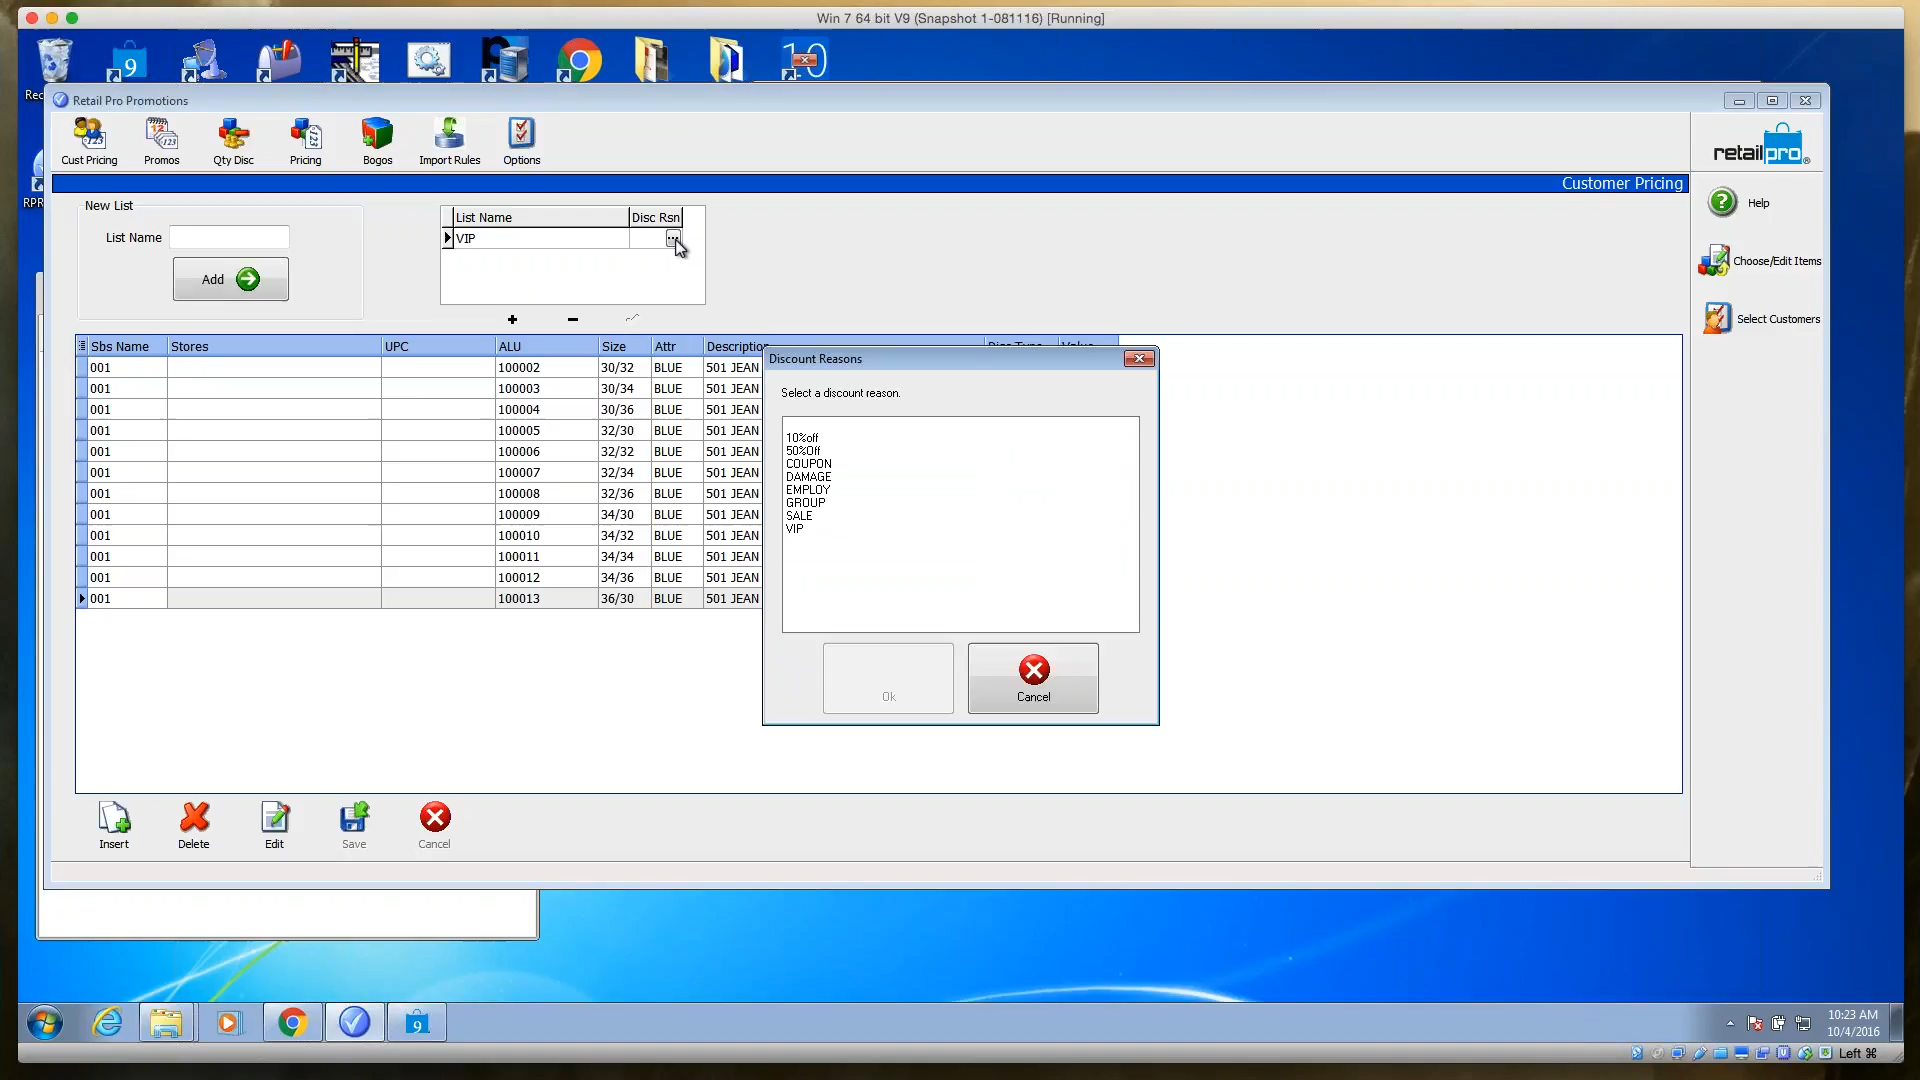 Win 7 64 bit V9 (Snapshot 1-081116) [Running]
9
10
Rec
Retail Pro Promotions
Cust Pricing
Promos
Qty Disc
Pricing
Bogos
Import Rules
Options
retailpro
RPR
Customer Pricing
New List
List Name
Add
List Name Disc Rsn
VIP
Help
Choose/Edit Items
Select Customers
Sbs Name Stores UPC ALU Size Attr Description Disc Type Value
001 100002 30/32 BLUE 501 JEAN
001 100003 30/34 BLUE 501 JEAN
001 100004 30/36 BLUE 501 JEAN
001 100005 32/30 BLUE 501 JEAN
001 100006 32/32 BLUE 501 JEAN
001 100007 32/34 BLUE 501 JEAN
001 100008 32/36 BLUE 501 JEAN
001 100009 34/30 BLUE 501 JEAN
001 100010 34/32 BLUE 501 JEAN
001 100011 34/34 BLUE 501 JEAN
001 100012 34/36 BLUE 501 JEAN
001 100013 36/30 BLUE 501 JEAN
Discount Reasons
Select a discount reason.
10%off
50%Off
COUPON
DAMAGE
EMPLOY
GROUP
SALE
VIP
Ok
Cancel
Insert
Delete
Edit
Save
Cancel
9
10:23 AM
10/4/2016
Left ⌘